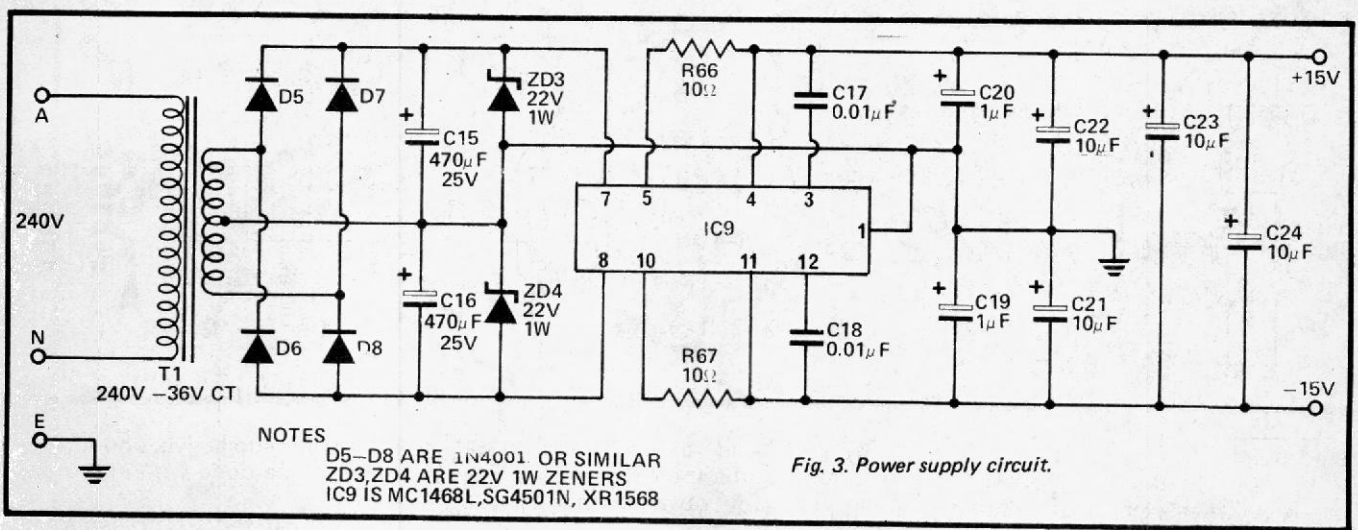 A
240V
N
T1
240V –36V CT
E
D5
D7
D6
D8
+
C15
470µF
25V
+
C16
470µF
25V
ZD3
22V
1W
ZD4
22V
1W
R66
10Ω
C17
0.01µF
7 5 4 3
IC9
1
8 10 11 12
C18
0.01µF
R67
10Ω
+
C20
1µF
+
C19
1µF
+
C22
10µF
+
C21
10µF
+
C23
10µF
+
C24
10µF
+15V
–15V
NOTES
D5–D8 ARE 1N4001 OR SIMILAR
ZD3,ZD4 ARE 22V 1W ZENERS
IC9 IS MC1468L,SG4501N, XR1568
Fig. 3. Power supply circuit.